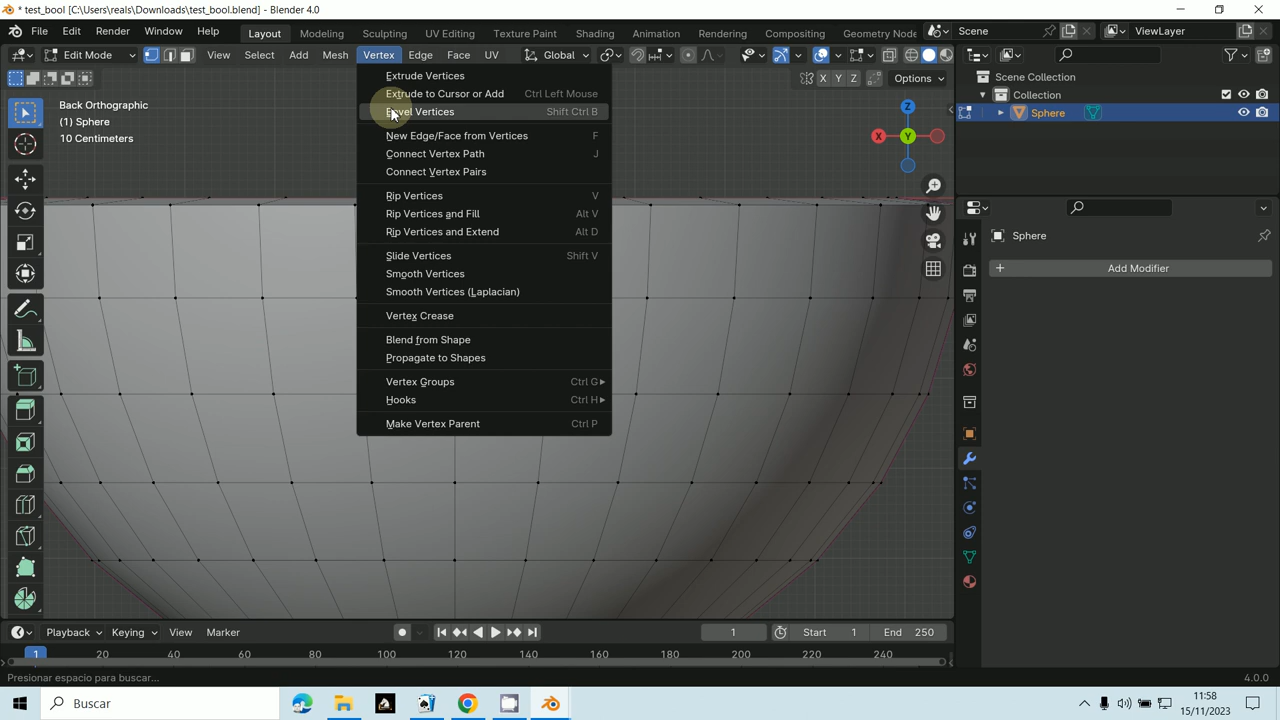 * test_bool [C:\Users\reals\Downloads\test_bool.blend] - Blender 4.0
File Edit Render Window Help Layout Modeling Sculpting UV Editing Texture Paint Shading Animation Rendering Compositing Geometry Node Scene ViewLayer
Edit Mode View Select Add Mesh Vertex Edge Face UV Global
X Y Z Options
Back Orthographic
(1) Sphere
10 Centimeters
Extrude Vertices
Extrude to Cursor or Add Ctrl Left Mouse
Bevel Vertices Shift Ctrl B
New Edge/Face from Vertices F
Connect Vertex Path J
Connect Vertex Pairs
Rip Vertices V
Rip Vertices and Fill Alt V
Rip Vertices and Extend Alt D
Slide Vertices Shift V
Smooth Vertices
Smooth Vertices (Laplacian)
Vertex Crease
Blend from Shape
Propagate to Shapes
Vertex Groups Ctrl G
Hooks Ctrl H
Make Vertex Parent Ctrl P
Z
X Y
Scene Collection
Collection
Sphere
Sphere
Add Modifier
Playback Keying View Marker 1 Start 1 End 250
1 20 40 60 80 100 120 140 160 180 200 220 240
Presionar espacio para buscar... 4.0.0
Buscar
11:58
15/11/2023